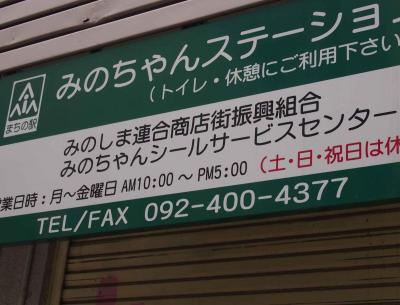 みのちゃんステーション
まちの駅
(トイレ・休憩にご利用下さい
みのしま連合商店街振興組合
みのちゃんシールサービスセンター
営業日時：月～金曜日 AM10:00～PM5:00 (土・日・祝日は休
TEL/FAX 092-400-4377